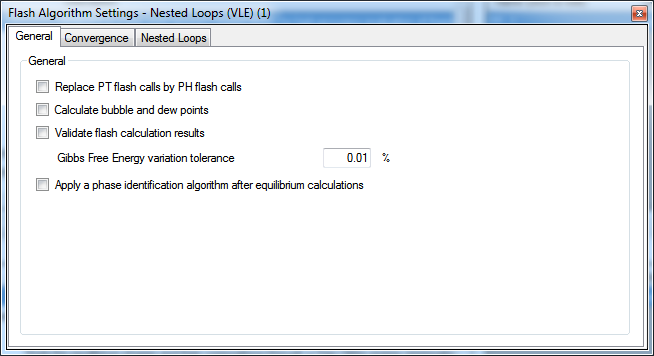 Flash Algorithm Settings - Nested Loops (VLE) (1)
General Convergence Nested Loops
General
Replace PT flash calls by PH flash calls
Calculate bubble and dew points
Validate flash calculation results
Gibbs Free Energy variation tolerance 0.01 %
Apply a phase identification algorithm after equilibrium calculations